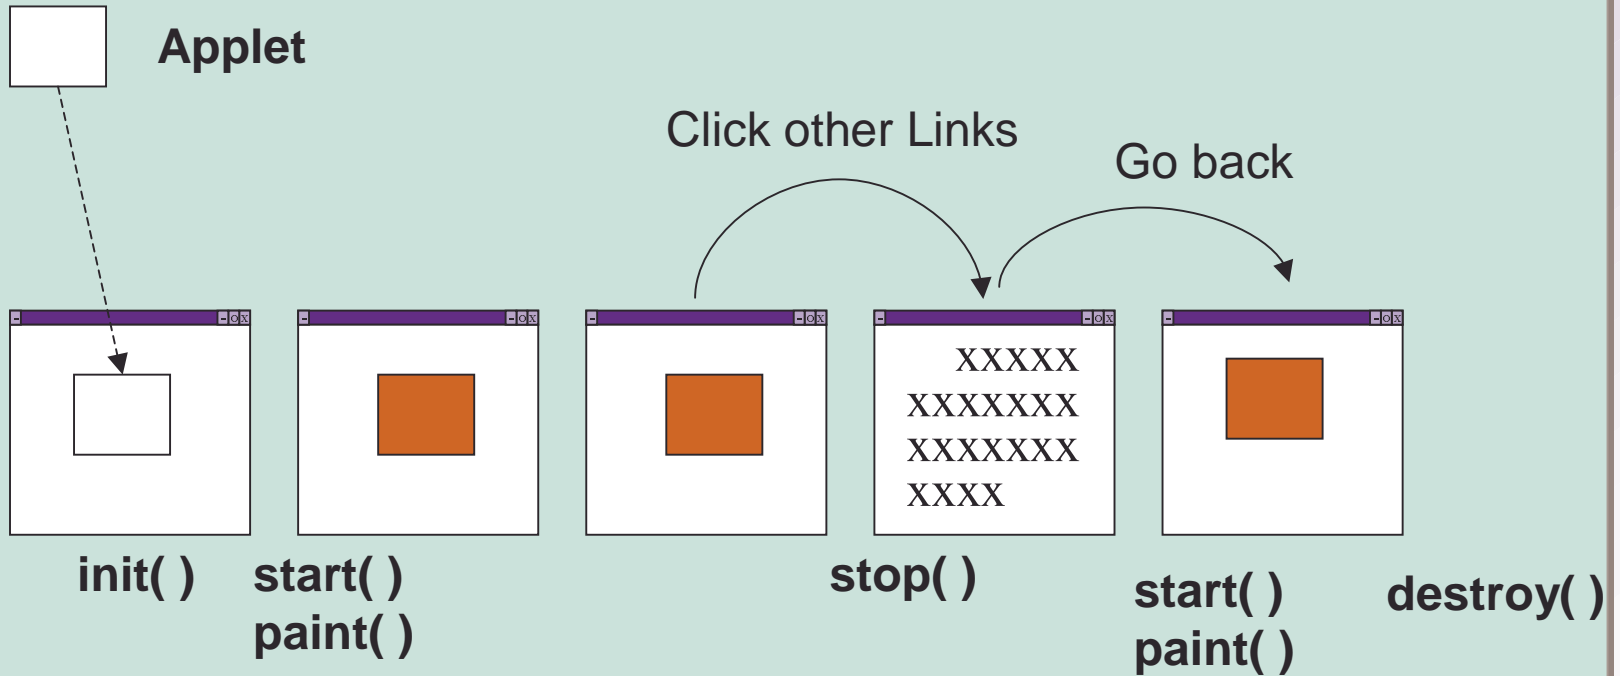 Applet
Click other Links
Go back
- - o x
- - o x
- - o x
- - o x
- - o x
XXXXX
XXXXXXX
XXXXXXX
XXXX
init( )
start( )
paint( )
stop( )
start( )
paint( )
destroy( )